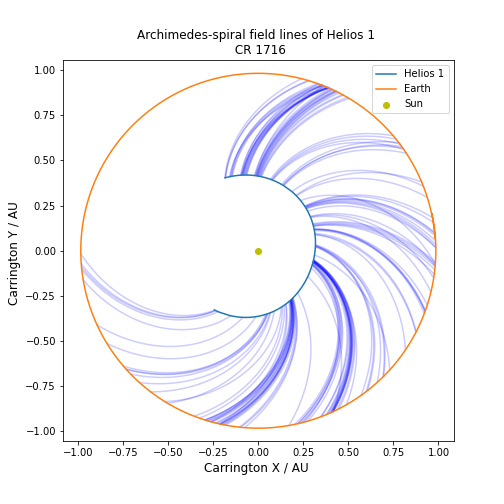 Archimedes-spiral field lines of Helios 1
CR 1716
Helios 1
Earth
Sun
Carrington Y / AU
1.00
0.75
0.50
0.25
0.00
−0.25
−0.50
−0.75
−1.00
−1.00 −0.75 −0.50 −0.25 0.00 0.25 0.50 0.75 1.00
Carrington X / AU